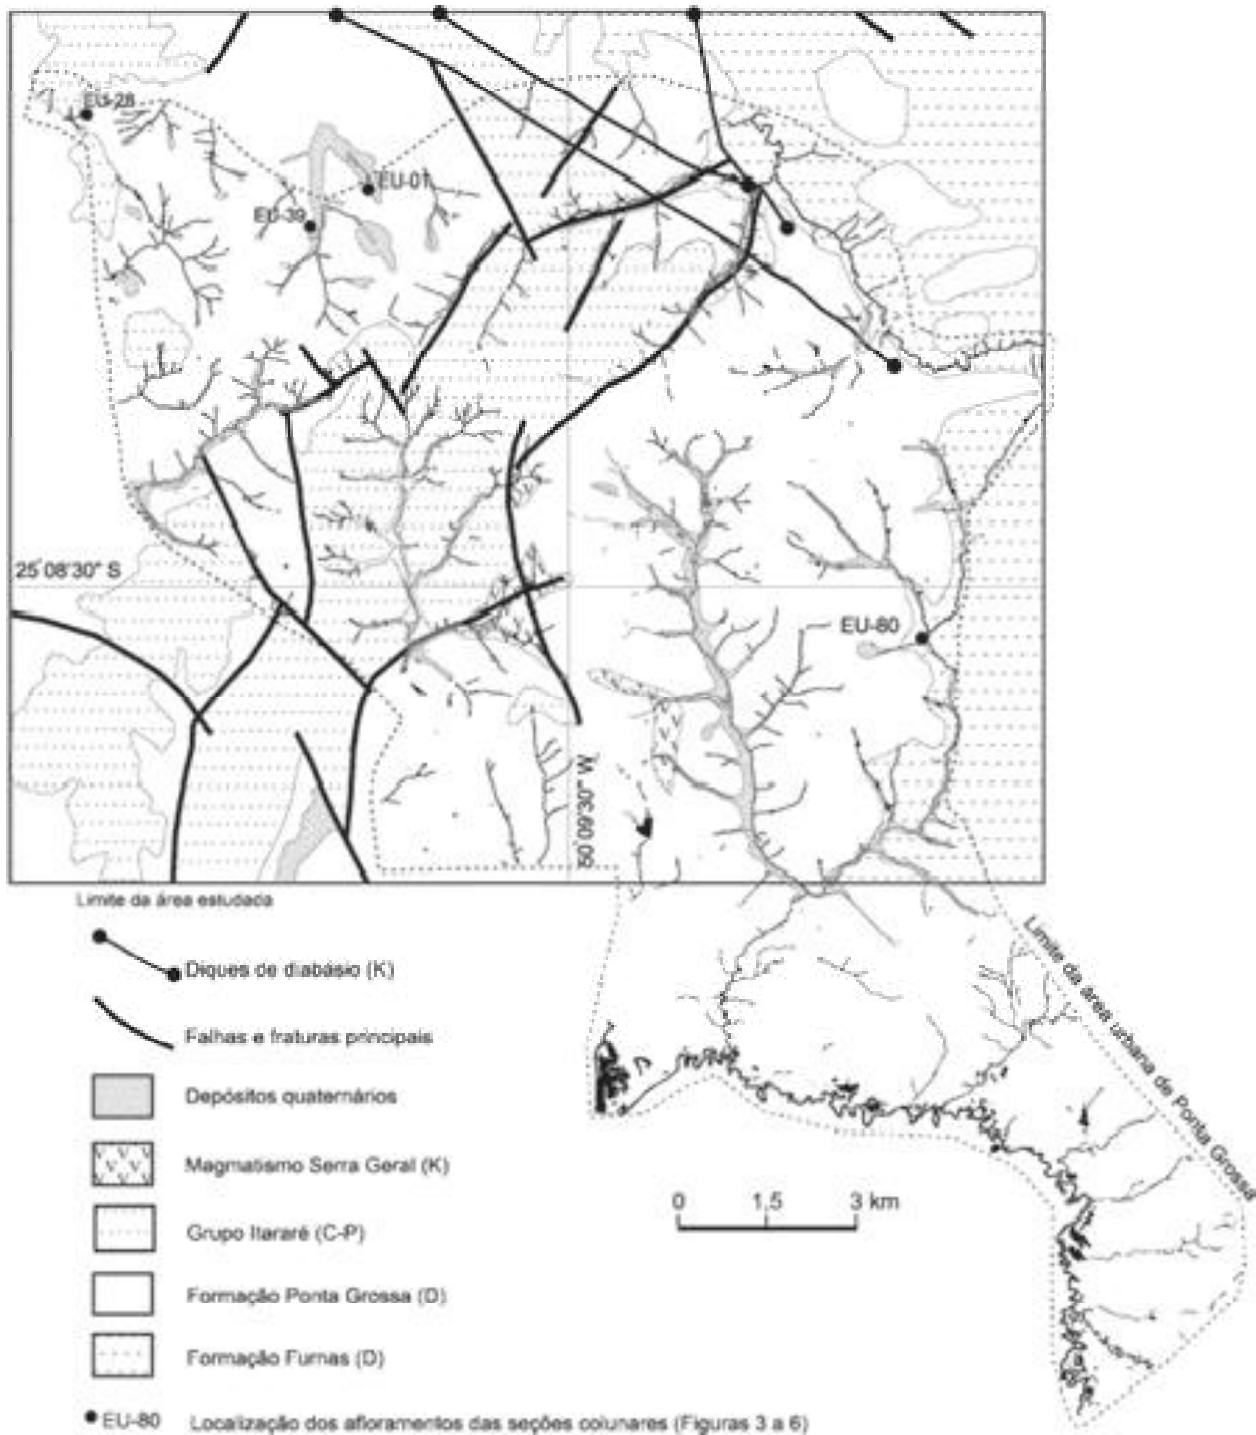 EU-28
EU-01
EU-39
25 08'30" S
EU-80
50 09'30" W
Limite da área estudada
Diques de diabásio (K)
Falhas e fraturas principais
Depósitos quaternários
Magmatismo Serra Geral (K)
Grupo Itararé (C-P)
Formação Ponta Grossa (D)
Formação Furnas (D)
EU-80 Localização dos afloramentos das seções colunares (Figuras 3 a 6)
Limite da área urbana de Ponta Grossa
0 1,5 3 km